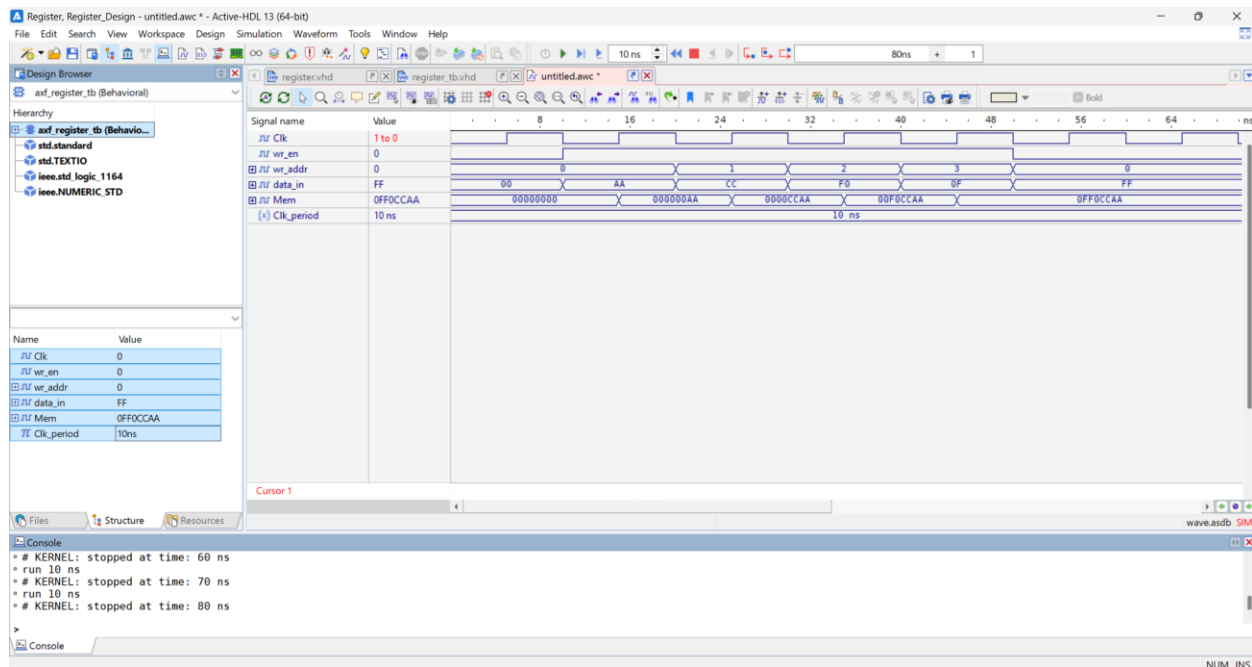 Register, Register_Design - untitled.awc * - Active-HDL 13 (64-bit)
File Edit Search View Workspace Design Simulation Waveform Tools Window Help
10 ns 80ns + 1
Design Browser
register.vhd register_tb.vhd untitled.awc *
axf_register_tb (Behavioral)
Bold
Hierarchy
axf_register_tb (Behavio...
std.standard
std.TEXTIO
ieee.std_logic_1164
ieee.NUMERIC_STD
Signal name Value 8 16 24 32 40 48 56 64 ns
Clk 1 to 0
wr_en 0
wr_addr 0 0 1 2 3 0
data_in FF 00 AA CC F0 0F FF
Mem 0FF0CCAA 00000000 000000AA 0000CCAA 00F0CCAA 0FF0CCAA
Clk_period 10 ns 10 ns
Name Value
Clk 0
wr_en 0
wr_addr 0
data_in FF
Mem 0FF0CCAA
Clk_period 10ns
Cursor 1
Files Structure Resources
wave.asdb SIM
Console
# KERNEL: stopped at time: 60 ns
run 10 ns
# KERNEL: stopped at time: 70 ns
run 10 ns
# KERNEL: stopped at time: 80 ns
>
Console
NUM INS